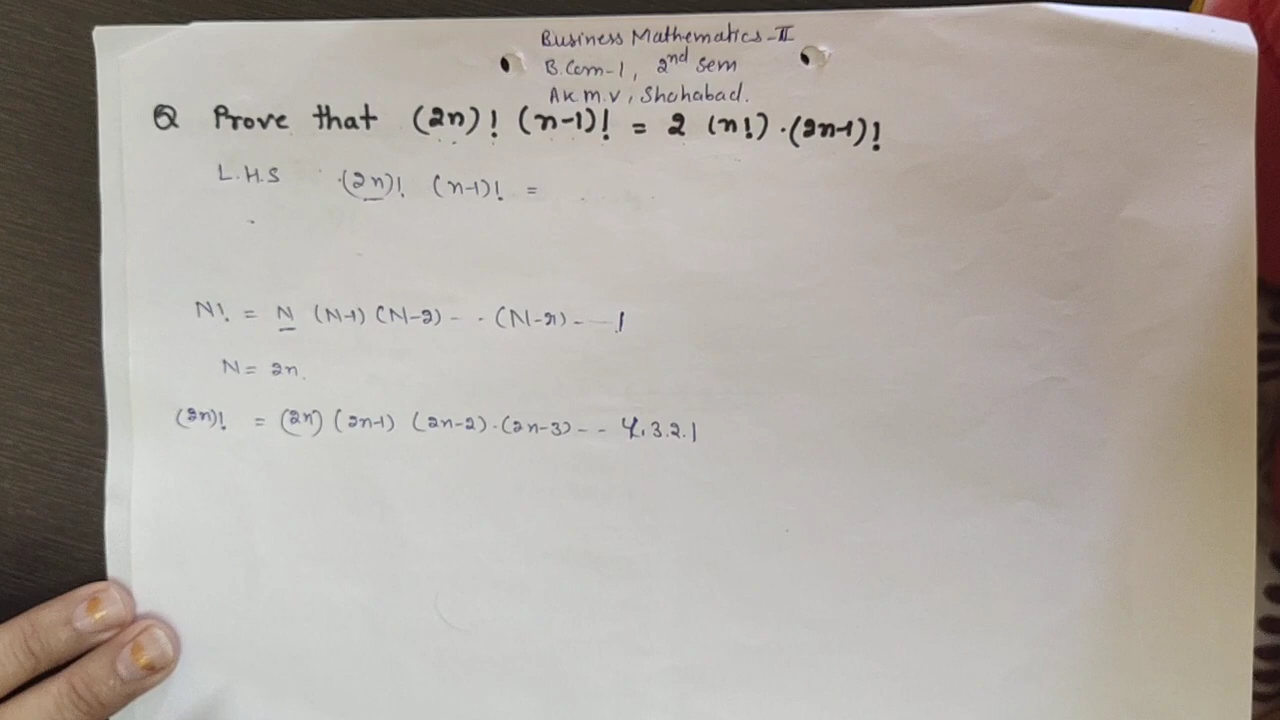 Business Mathematics-II
B.Com-1, 2nd Sem
A.K.M.V, Shahabad.
Q Prove that (2n)! (n-1)! = 2 (n!) . (2n-1)!
L.H.S (2n)! (n-1)! =
N! = N (N-1) (N-2) - - (N-r) - - - 1
N = 2n.
(2n)! = (2n) (2n-1) (2n-2) . (2n-3) - - 4.3.2.1